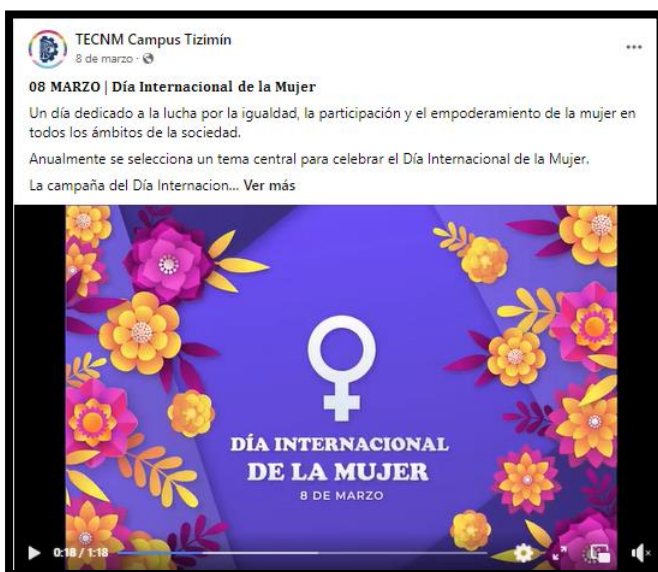 TECNM Campus Tizimín
8 de marzo ·
08 MARZO | Día Internacional de la Mujer
Un día dedicado a la lucha por la igualdad, la participación y el empoderamiento de la mujer en
todos los ámbitos de la sociedad.
Anualmente se selecciona un tema central para celebrar el Día Internacional de la Mujer.
La campaña del Día Internacion... Ver más
DÍA INTERNACIONAL
DE LA MUJER
8 DE MARZO
0:18 / 1:18